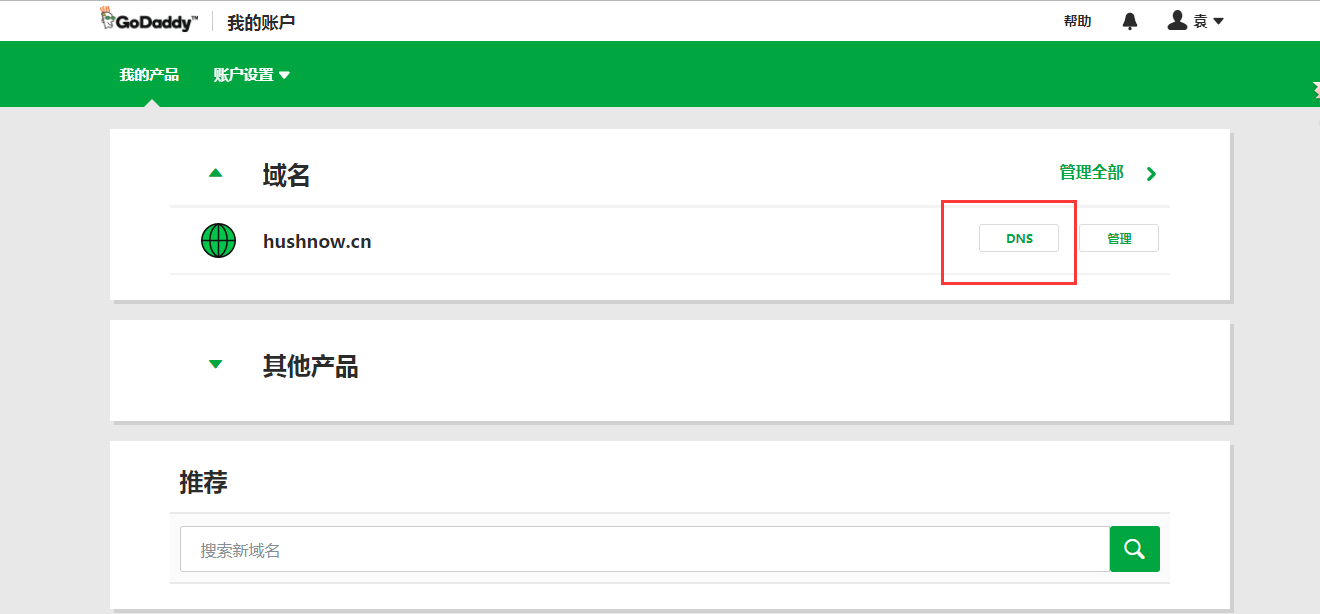 GoDaddy™ 我的账户 帮助 袁
我的产品 账户设置
域名 管理全部
hushnow.cn DNS 管理
其他产品
推荐
搜索新域名